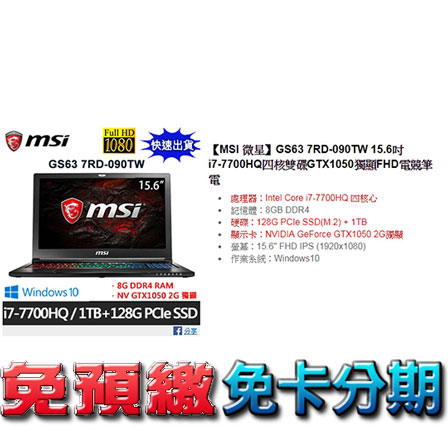 msi
Full HD
1080
快速出貨
GS63 7RD-090TW
15.6"
msi
Windows 10
· 8G DDR4 RAM
· NV GTX1050 2G 獨顯
i7-7700HQ / 1TB+128G PCIe SSD
分享
【MSI 微星】GS63 7RD-090TW 15.6吋
i7-7700HQ四核雙碟GTX1050獨顯FHD電競筆
電
• 處理器：Intel Core i7-7700HQ 四核心
• 記憶體：8GB DDR4
• 硬碟：128G PCIe SSD(M.2) + 1TB
• 顯示卡：NVIDIA GeForce GTX1050 2G獨顯
• 螢幕：15.6" FHD IPS (1920x1080)
• 作業系統：Windows10
免預繳免卡分期